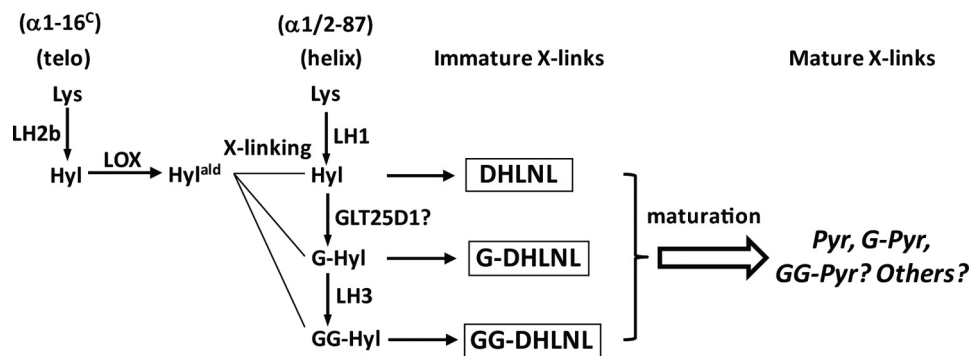 (α1-16ᶜ)
(α1/2-87)
(telo)
(helix)
Immature X-links
Mature X-links
Lys
Lys
LH2b
LH1
LOX
X-linking
Hyl
Hylᵃˡᵈ
Hyl
DHLNL
GLT25D1?
maturation
G-Hyl
G-DHLNL
Pyr, G-Pyr,
GG-Pyr? Others?
LH3
GG-Hyl
GG-DHLNL